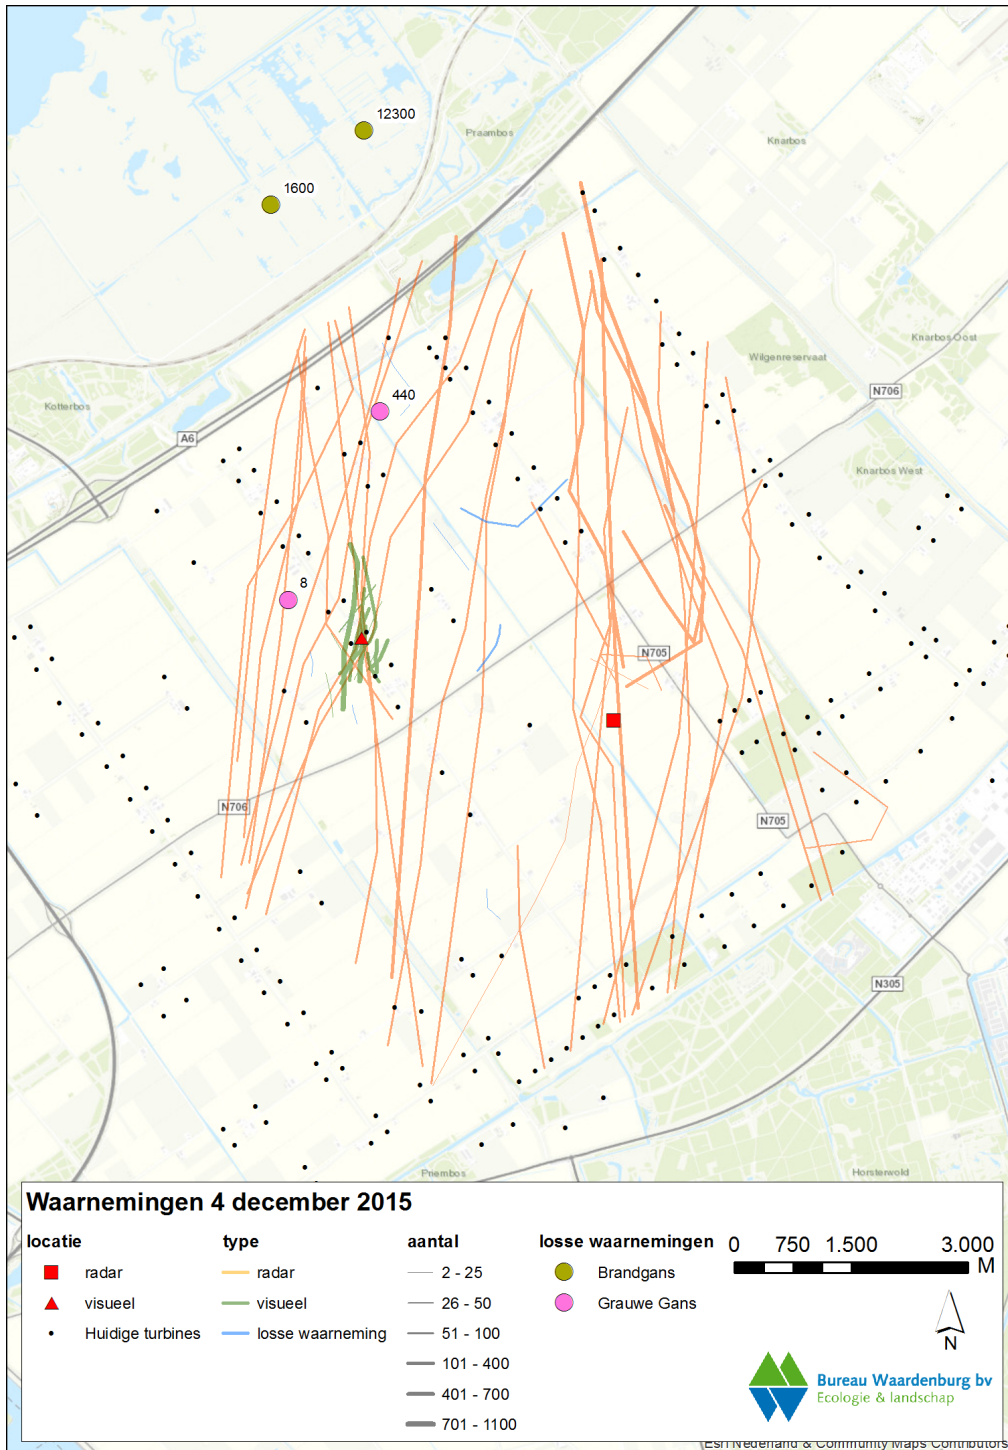 12300
Praambos
Knarbos
1600
Knarbos Oost
Wilgenreservaat
N706
440
Kotterbos
A6
Knarbos West
8
N705
N706
N705
N305
Priembos
Horsterwold
Waarnemingen 4 december 2015
locatie
radar
visueel
Huidige turbines
type
radar
visueel
losse waarneming
aantal
2 - 25
26 - 50
51 - 100
101 - 400
401 - 700
701 - 1100
losse waarnemingen
Brandgans
Grauwe Gans
0 750 1.500 3.000
M
N
Bureau Waardenburg bv
Ecologie & landschap
Esri Nederland & Community Maps Contributors